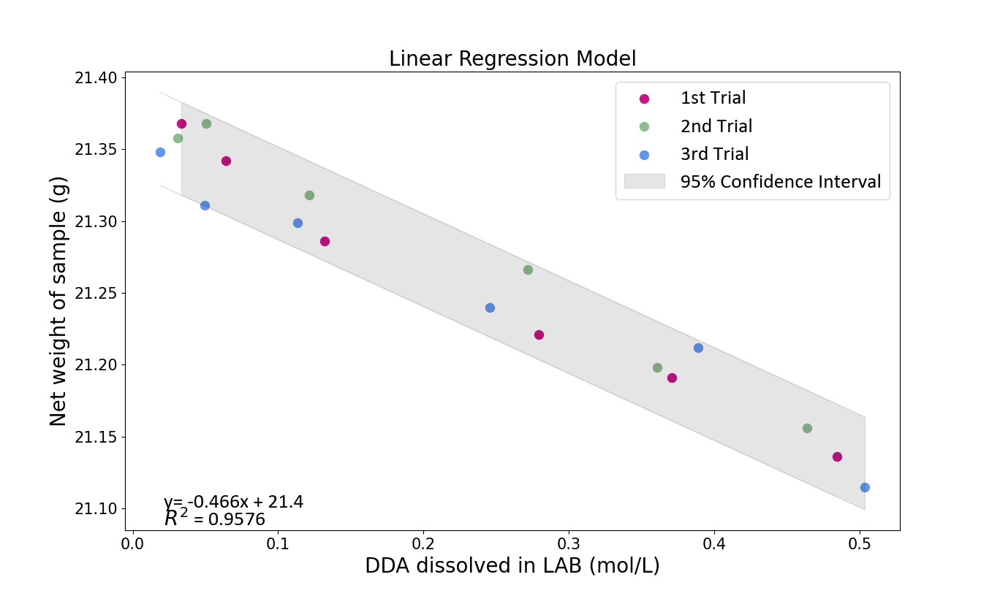 Linear Regression Model
21.40
21.35
21.30
21.25
21.20
21.15
21.10
Net weight of sample (g)
1st Trial
2nd Trial
3rd Trial
95% Confidence Interval
y= -0.466x + 21.4
R² = 0.9576
0.0 0.1 0.2 0.3 0.4 0.5
DDA dissolved in LAB (mol/L)